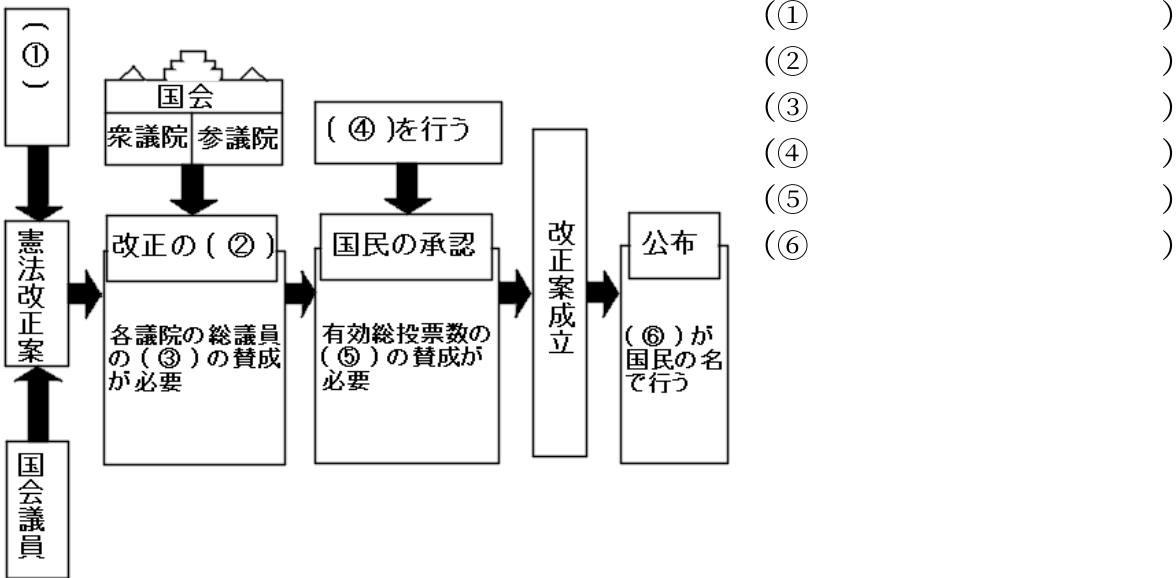 (①)
憲法改正案
国会議員
国会
衆議院 参議院
改正の(②)
各議院の総議員
の(③)の賛成
が必要
(④)を行う
国民の承認
有効総投票数の
(⑤)の賛成が
必要
改正案成立
公布
(⑥)が
国民の名
で行う
(① )
(② )
(③ )
(④ )
(⑤ )
(⑥ )